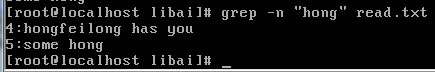 [root@localhost libai]# grep -n "hong" read.txt
4:hongfeilong has you
5:some hong
[root@localhost libai]# _